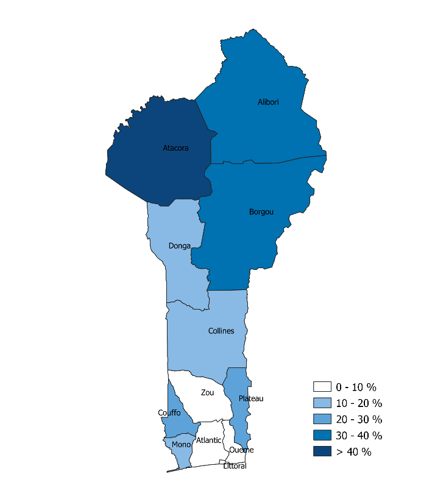 Alibori
Atacora
Borgou
Donga
Collines
Zou
Plateau
Couffo
Atlantic
Mono
Oueme
Littoral
0 - 10 %
10 - 20 %
20 - 30 %
30 - 40 %
> 40 %